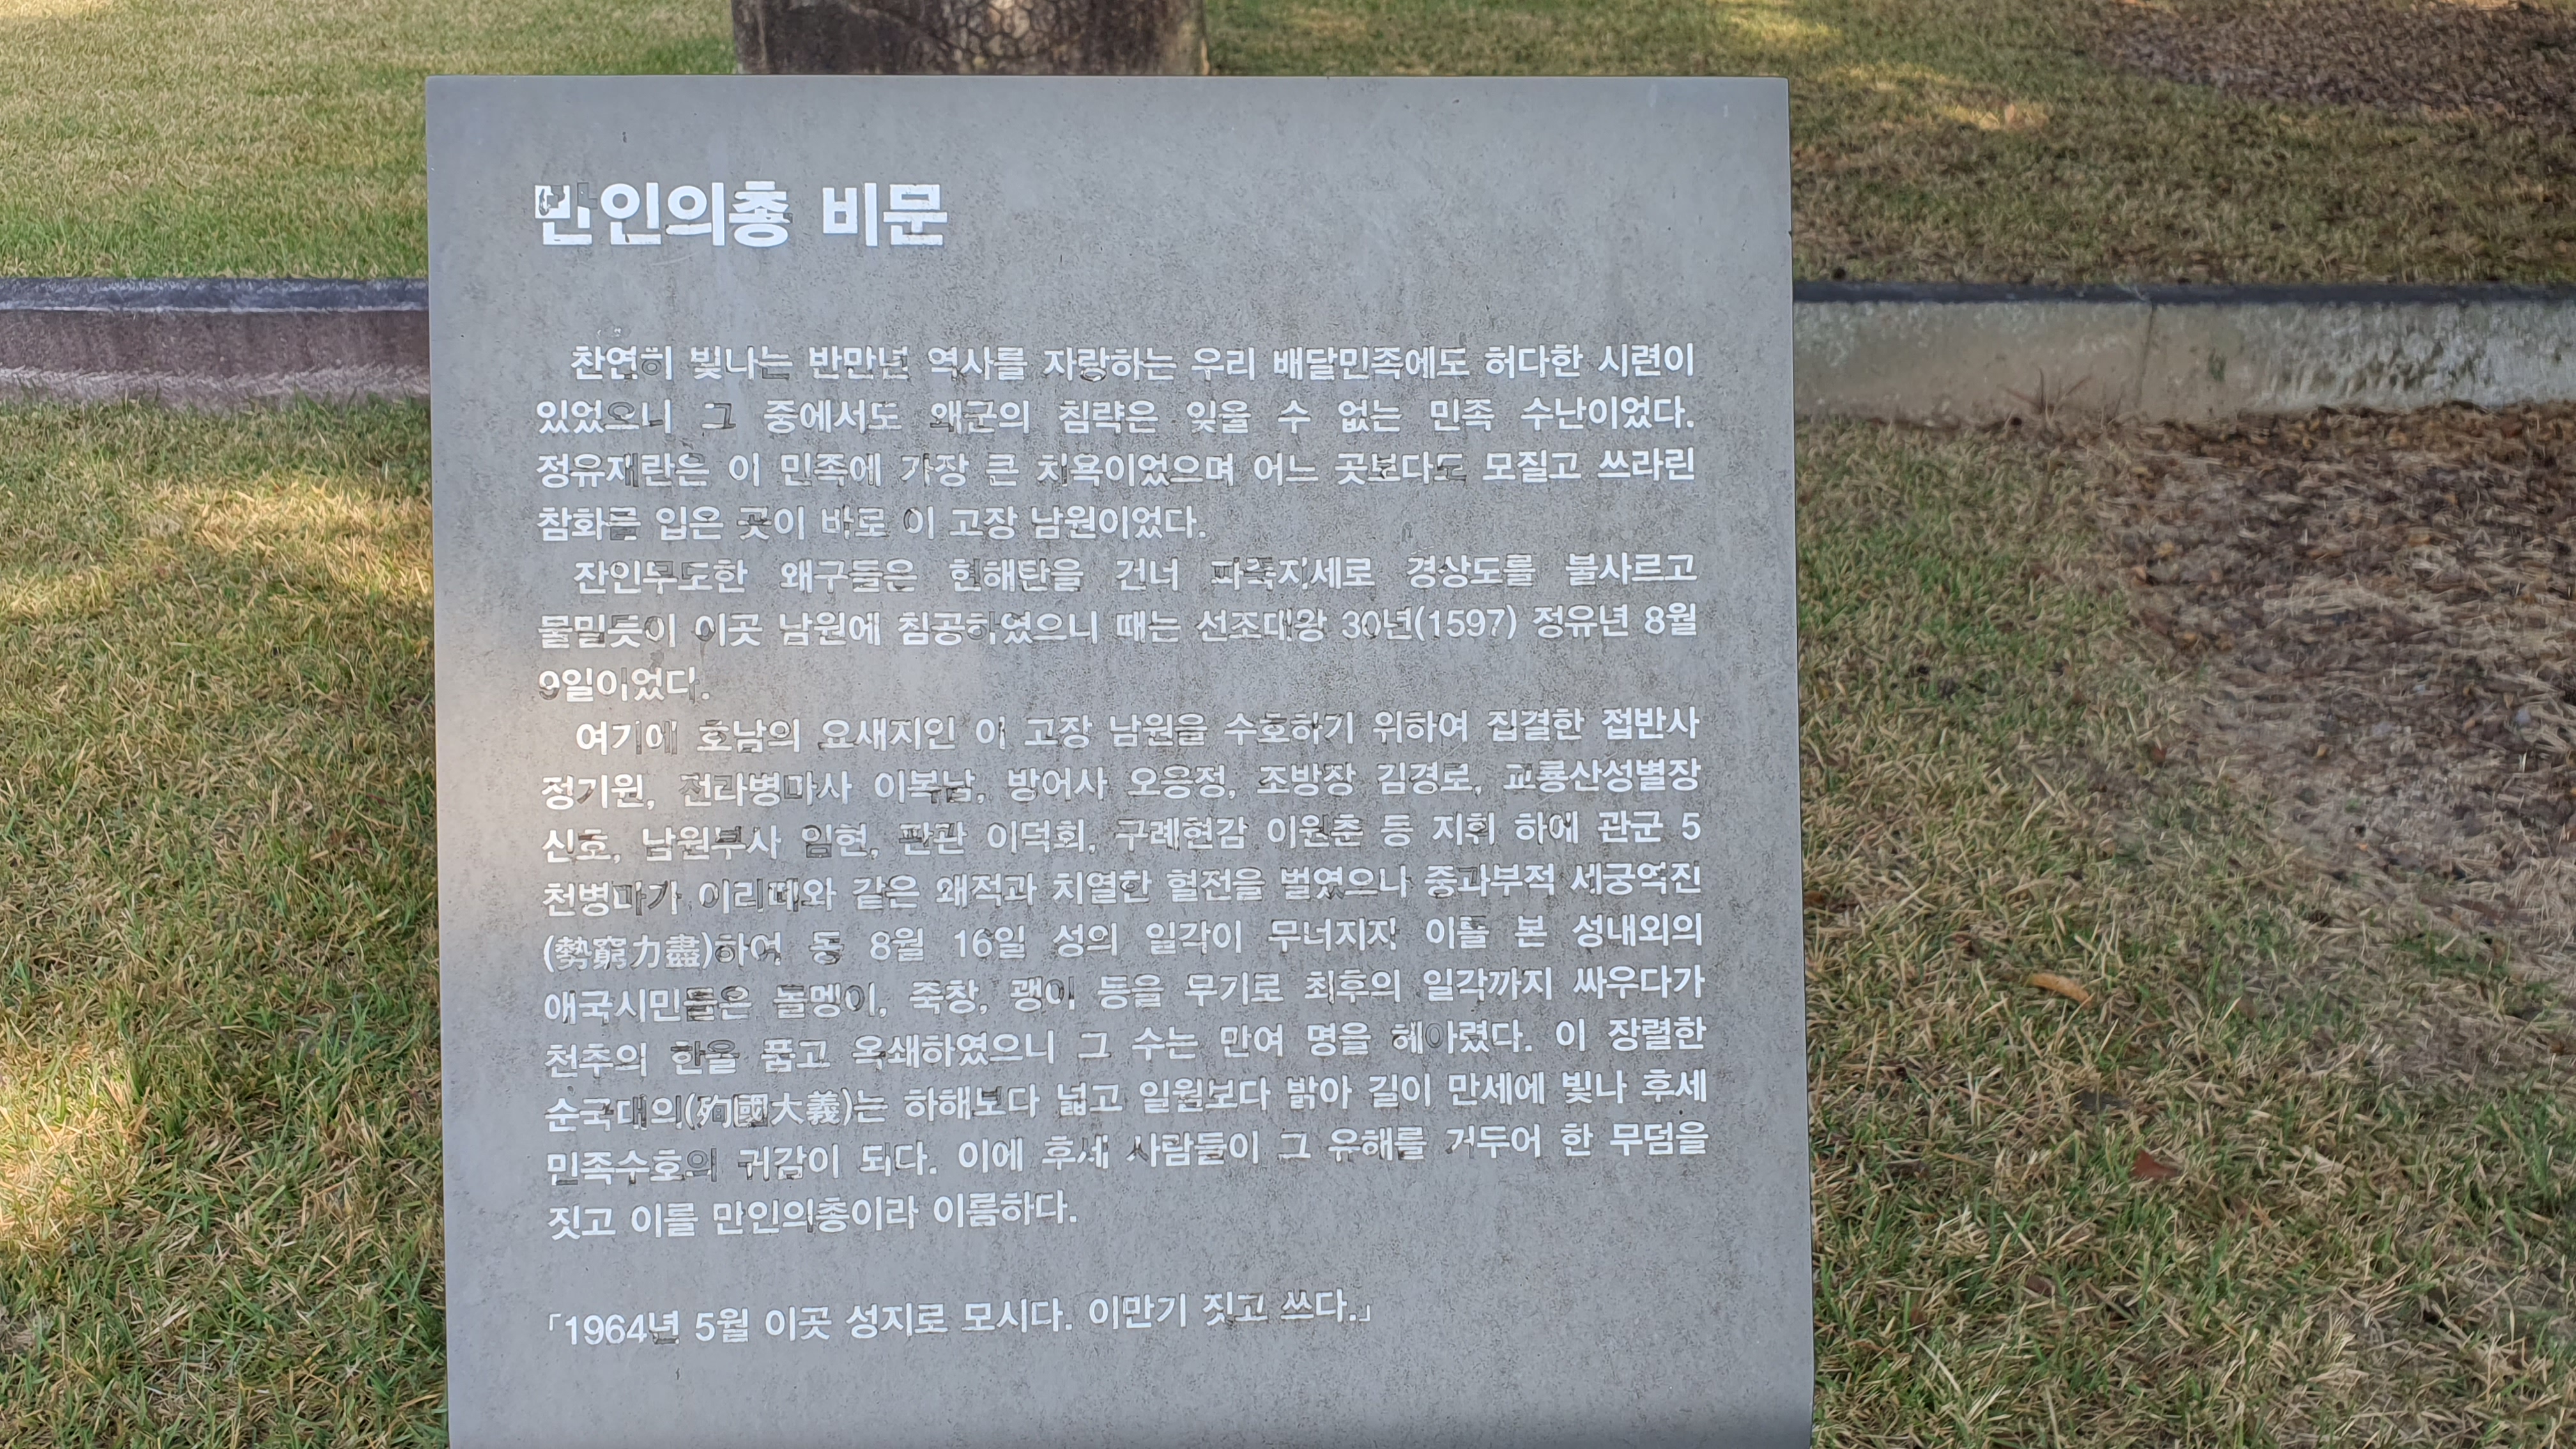 만인의총 비문
찬연히 빛나는 반만년 역사를 자랑하는 우리 배달민족에도 허다한 시련이
있었으니 그 중에서도 왜군의 침략은 잊을 수 없는 민족 수난이었다.
정유재란은 이 민족에 가장 큰 치욕이었으며 어느 곳보다도 모질고 쓰라린
참화를 입은 곳이 바로 이 고장 남원이었다.
잔인무도한 왜구들은 현해탄을 건너 파죽지세로 경상도를 불사르고
물밀듯이 이곳 남원에 침공하였으니 때는 선조대왕 30년(1597) 정유년 8월
9일이었다.
여기에 호남의 요새지인 이 고장 남원을 수호하기 위하여 집결한 접반사
정기원, 전라병마사 이복남, 방어사 오응정, 조방장 김경로, 교룡산성별장
신호, 남원부사 임현, 판관 이덕회, 구례현감 이원춘 등 지휘 하에 관군 5
천병마가 이리떼와 같은 왜적과 치열한 혈전을 벌였으나 중과부적 세궁역진
(勢窮力盡)하여 동 8월 16일 성의 일각이 무너지자 이를 본 성내외의
애국시민들은 돌멩이, 죽창, 괭이 등을 무기로 최후의 일각까지 싸우다가
천추의 한을 품고 옥쇄하였으니 그 수는 만여 명을 헤아렸다. 이 장렬한
순국대의(殉國大義)는 하해보다 넓고 일월보다 밝아 길이 만세에 빛나 후세
민족수호의 귀감이 되다. 이에 후세 사람들이 그 유해를 거두어 한 무덤을
짓고 이를 만인의총이라 이름하다.
「1964년 5월 이곳 성지로 모시다. 이만기 짓고 쓰다.」